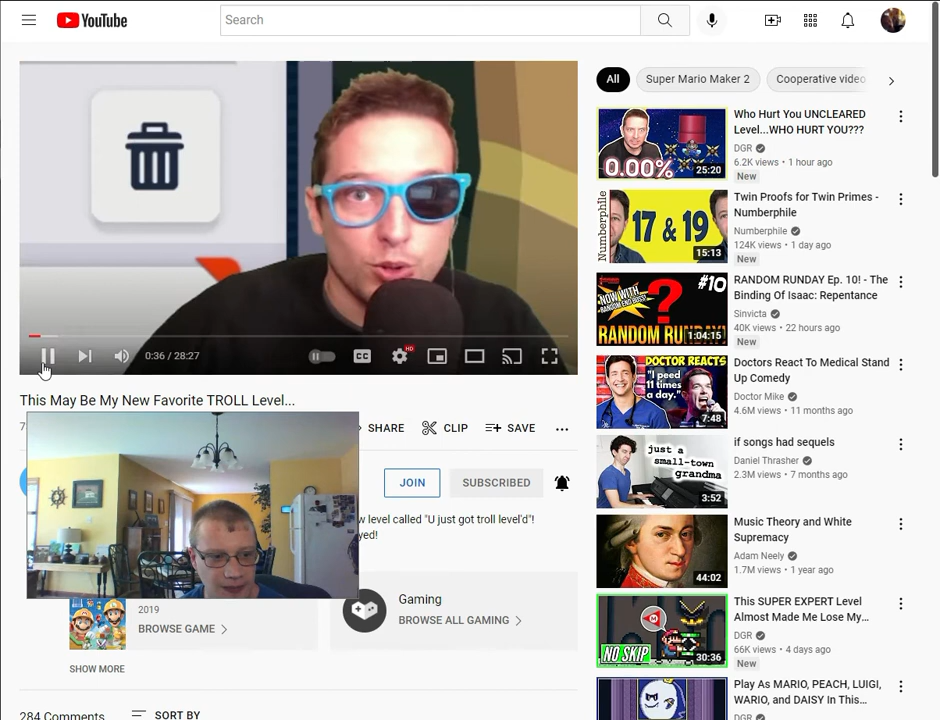 YouTube
Search
0:36 / 28:27
CC
HD
This May Be My New Favorite TROLL Level...
SHARE
CLIP
SAVE
JOIN
SUBSCRIBED
w level called "U just got troll level'd"!
yed!
2019
BROWSE GAME
Gaming
BROWSE ALL GAMING
SHOW MORE
284 Comments
SORT BY
All
Super Mario Maker 2
Cooperative video
0.00%
25:20
Who Hurt You UNCLEARED
Level...WHO HURT YOU???
DGR
6.2K views • 1 hour ago
New
Numberphile
17 & 19
15:13
Twin Proofs for Twin Primes -
Numberphile
Numberphile
124K views • 1 day ago
New
NOW WITH
RANDOM END BOSS!
#10
?
RANDOM RUNDAY!
1:04:15
RANDOM RUNDAY Ep. 10! - The
Binding Of Isaac: Repentance
Sinvicta
40K views • 22 hours ago
New
DOCTOR REACTS
"I peed
11 times
a day."
7:48
Doctors React To Medical Stand
Up Comedy
Doctor Mike
4.6M views • 11 months ago
just a
small-town
grandma
3:52
if songs had sequels
Daniel Thrasher
2.3M views • 7 months ago
44:02
Music Theory and White
Supremacy
Adam Neely
1.7M views • 1 year ago
NO SKIP
30:36
This SUPER EXPERT Level
Almost Made Me Lose My...
DGR
66K views • 4 days ago
New
Play As MARIO, PEACH, LUIGI,
WARIO, and DAISY In This...
DGR